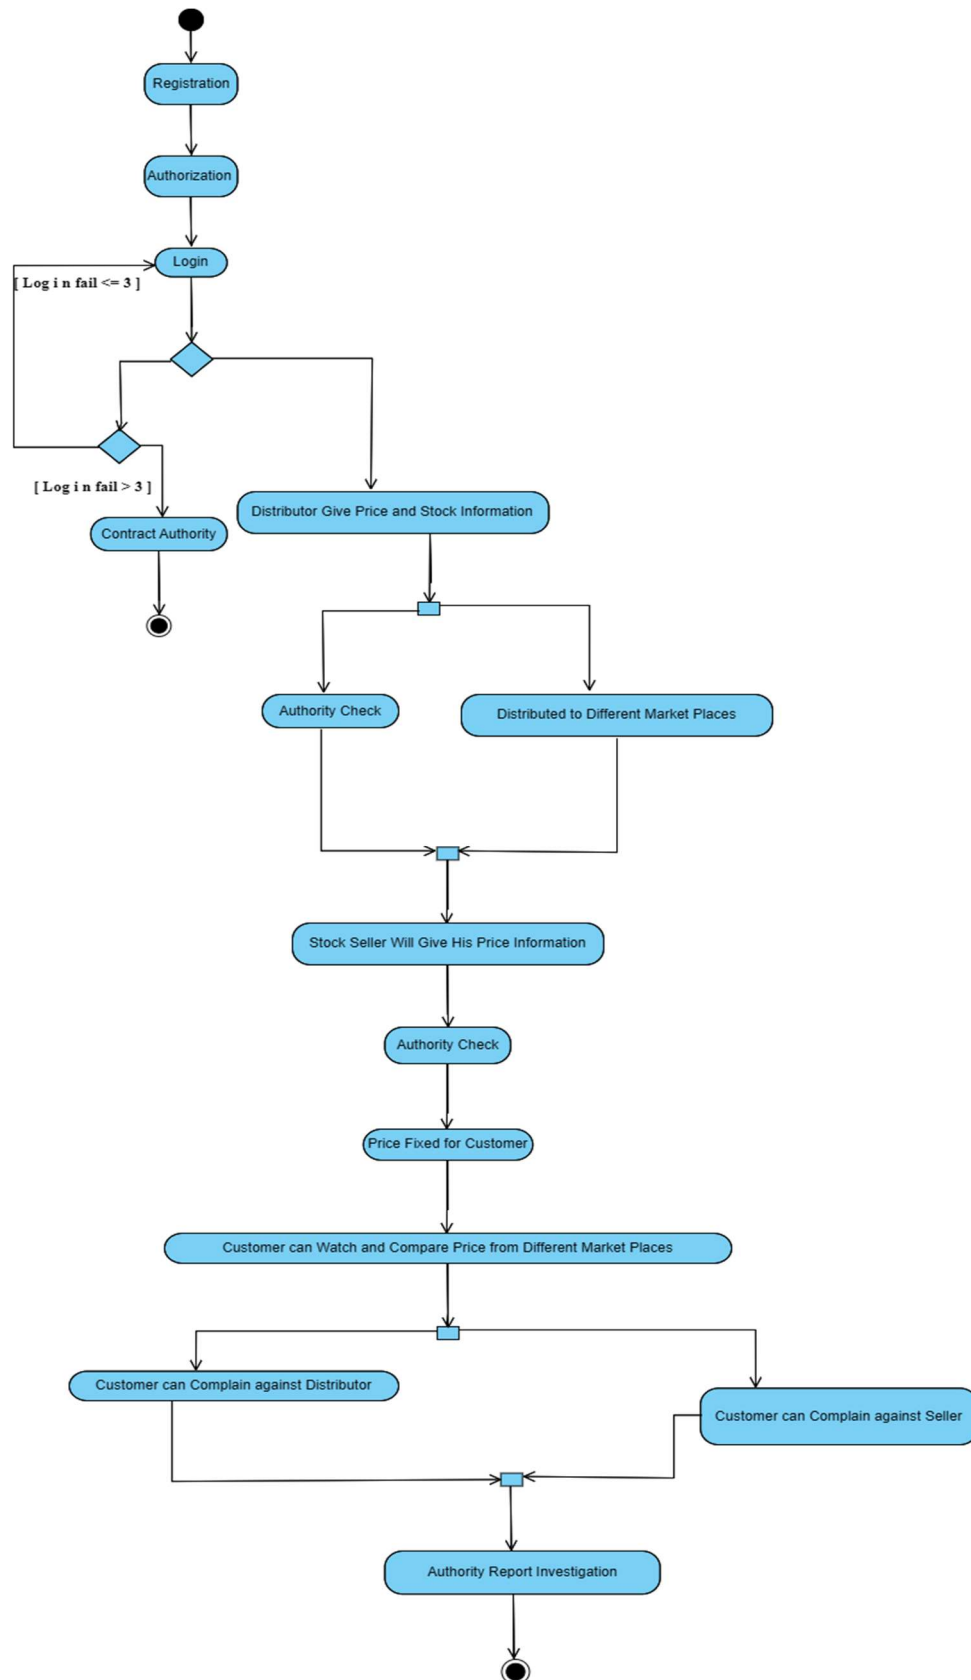 Registration
Authorization
Login
[ Log i n fail <= 3 ]
[ Log i n fail > 3 ]
Distributor Give Price and Stock Information
Contract Authority
Authority Check
Distributed to Different Market Places
Stock Seller Will Give His Price Information
Authority Check
Price Fixed for Customer
Customer can Watch and Compare Price from Different Market Places
Customer can Complain against Distributor
Customer can Complain against Seller
Authority Report Investigation